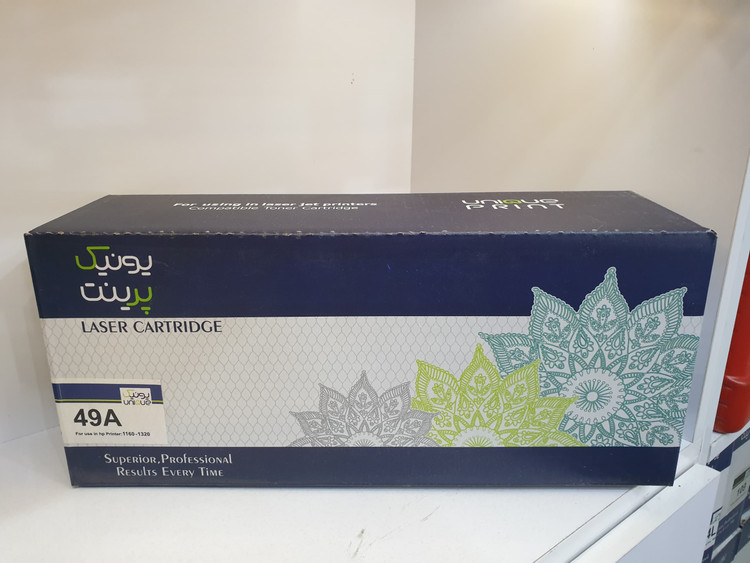 For using in laser jet printers
Compatible Toner Cartridge
UNIQUE
PRINT
یونیک
پرینت
LASER CARTRIDGE
یونیک
UNIQUE
49A
For use in hp Printer:1160-1320
SUPERIOR,PROFESSIONAL
RESULTS EVERY TIME